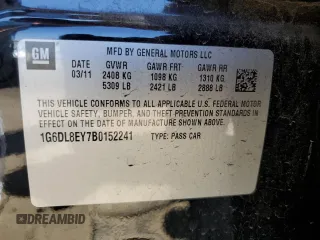 GM
MFD BY GENERAL MOTORS LLC
03/11
GVWR GAWR FRT GAWR RR
2408 KG 1098 KG 1310 KG
5309 LB 2421 LB 2888 LB
THIS VEHICLE CONFORMS TO ALL APPLICABLE U.S. FEDERAL MOTOR
VEHICLE SAFETY, BUMPER, AND THEFT PREVENTION STANDARDS
IN EFFECT ON THE DATE OF MANUFACTURE SHOWN ABOVE.
1G6DL8EY7B0152241 TYPE: PASS CAR
DREAMBID